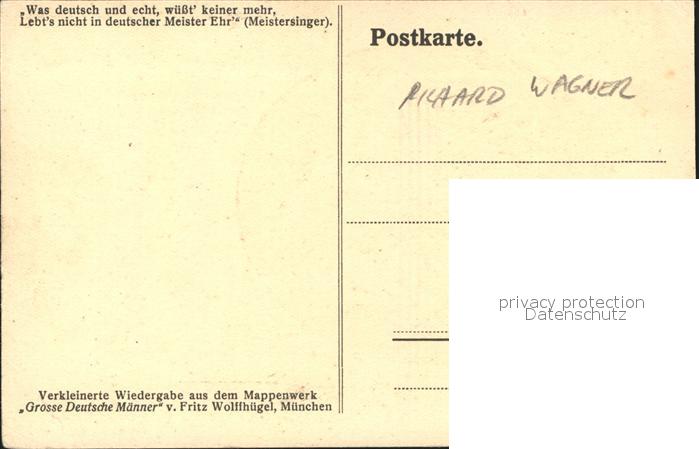 „Was deutsch und echt, wüßt' keiner mehr,
Lebt's nicht in deutscher Meister Ehr'“ (Meistersinger).
Postkarte.
RICHARD WAGNER
privacy protection
Datenschutz
Verkleinerte Wiedergabe aus dem Mappenwerk
„Grosse Deutsche Männer“ v. Fritz Wolffhügel, München